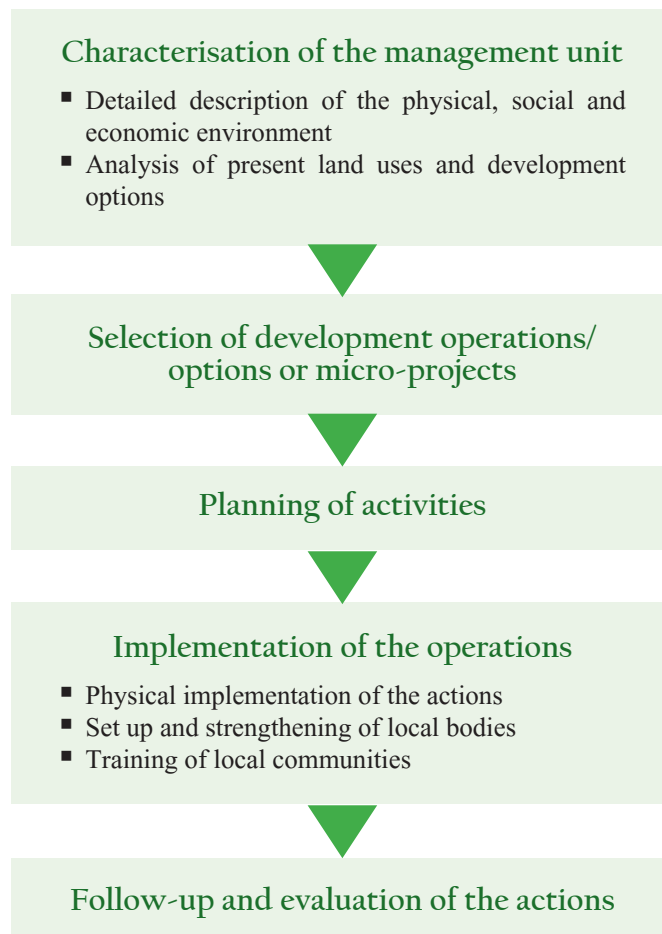 Characterisation of the management unit
▪ Detailed description of the physical, social and
economic environment
▪ Analysis of present land uses and development
options
Selection of development operations/
options or micro-projects
Planning of activities
Implementation of the operations
▪ Physical implementation of the actions
▪ Set up and strengthening of local bodies
▪ Training of local communities
Follow-up and evaluation of the actions